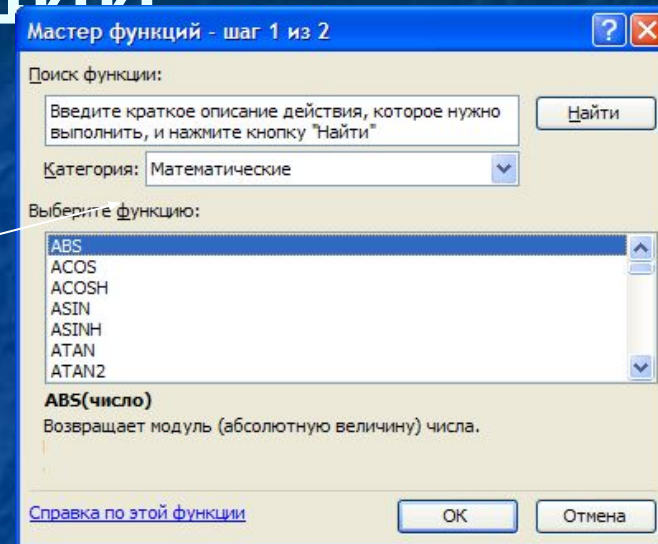 Мастер функций - шаг 1 из 2
Поиск функции:
Введите краткое описание действия, которое нужно
выполнить, и нажмите кнопку "Найти"
Найти
Категория: Математические
Выберите функцию:
ABS
ACOS
ACOSH
ASIN
ASINH
ATAN
ATAN2
ABS(число)
Возвращает модуль (абсолютную величину) числа.
Справка по этой функции
ОК
Отмена